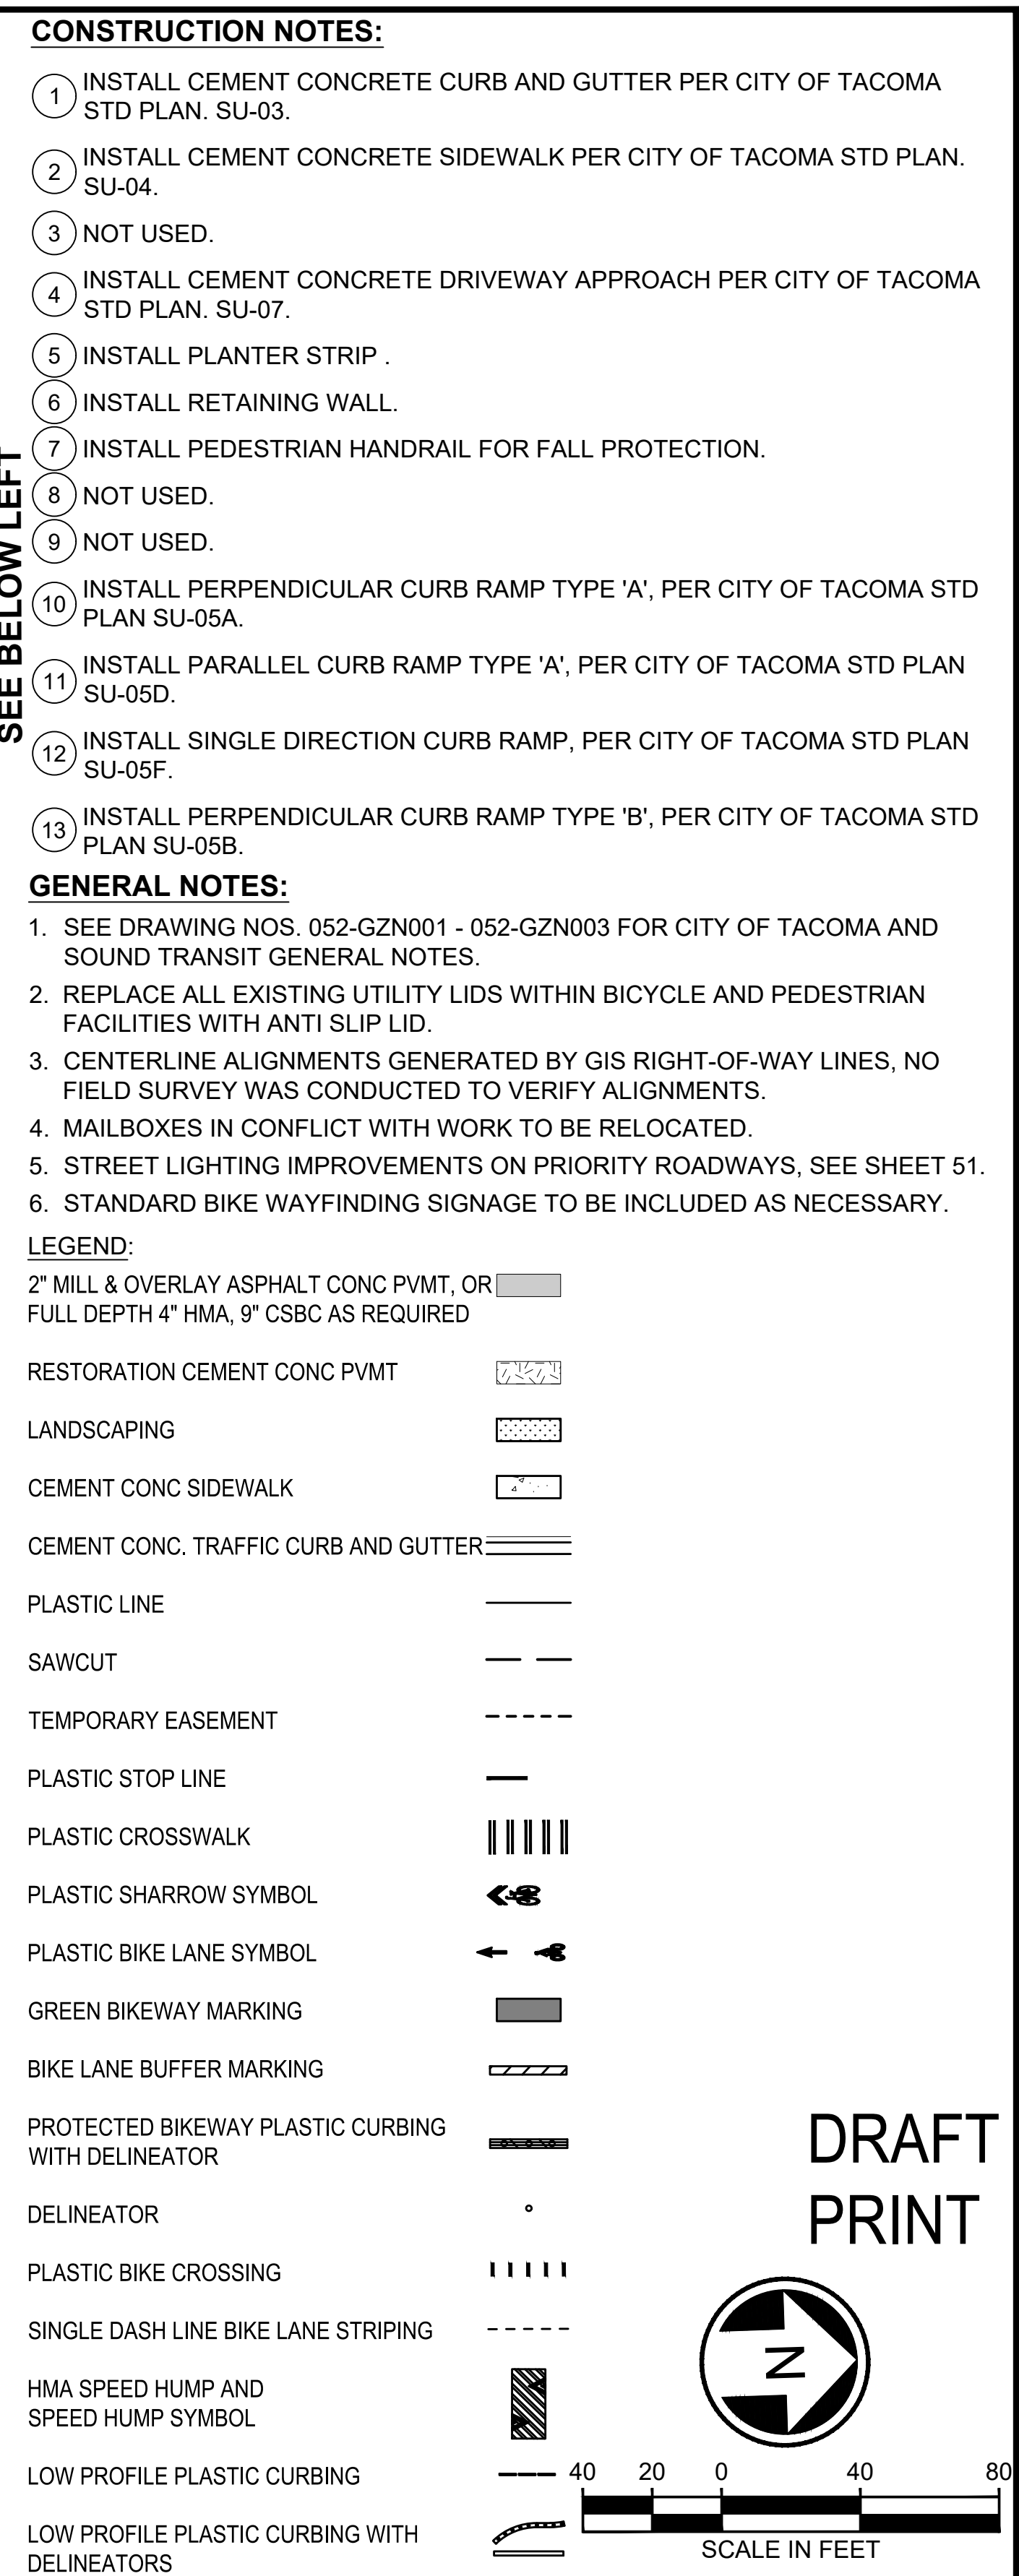 CONSTRUCTION NOTES:
1 INSTALL CEMENT CONCRETE CURB AND GUTTER PER CITY OF TACOMA
STD PLAN. SU-03.
2 INSTALL CEMENT CONCRETE SIDEWALK PER CITY OF TACOMA STD PLAN.
SU-04.
3 NOT USED.
4 INSTALL CEMENT CONCRETE DRIVEWAY APPROACH PER CITY OF TACOMA
STD PLAN. SU-07.
5 INSTALL PLANTER STRIP .
6 INSTALL RETAINING WALL.
7 INSTALL PEDESTRIAN HANDRAIL FOR FALL PROTECTION.
8 NOT USED.
9 NOT USED.
10 INSTALL PERPENDICULAR CURB RAMP TYPE 'A', PER CITY OF TACOMA STD
PLAN SU-05A.
11 INSTALL PARALLEL CURB RAMP TYPE 'A', PER CITY OF TACOMA STD PLAN
SU-05D.
12 INSTALL SINGLE DIRECTION CURB RAMP, PER CITY OF TACOMA STD PLAN
SU-05F.
13 INSTALL PERPENDICULAR CURB RAMP TYPE 'B', PER CITY OF TACOMA STD
PLAN SU-05B.
SEE BELOW LEFT
GENERAL NOTES:
1. SEE DRAWING NOS. 052-GZN001 - 052-GZN003 FOR CITY OF TACOMA AND
SOUND TRANSIT GENERAL NOTES.
2. REPLACE ALL EXISTING UTILITY LIDS WITHIN BICYCLE AND PEDESTRIAN
FACILITIES WITH ANTI SLIP LID.
3. CENTERLINE ALIGNMENTS GENERATED BY GIS RIGHT-OF-WAY LINES, NO
FIELD SURVEY WAS CONDUCTED TO VERIFY ALIGNMENTS.
4. MAILBOXES IN CONFLICT WITH WORK TO BE RELOCATED.
5. STREET LIGHTING IMPROVEMENTS ON PRIORITY ROADWAYS, SEE SHEET 51.
6. STANDARD BIKE WAYFINDING SIGNAGE TO BE INCLUDED AS NECESSARY.
LEGEND:
2" MILL & OVERLAY ASPHALT CONC PVMT, OR
FULL DEPTH 4" HMA, 9" CSBC AS REQUIRED
RESTORATION CEMENT CONC PVMT
LANDSCAPING
CEMENT CONC SIDEWALK
CEMENT CONC. TRAFFIC CURB AND GUTTER
PLASTIC LINE
SAWCUT
TEMPORARY EASEMENT
PLASTIC STOP LINE
PLASTIC CROSSWALK
PLASTIC SHARROW SYMBOL
PLASTIC BIKE LANE SYMBOL
GREEN BIKEWAY MARKING
BIKE LANE BUFFER MARKING
PROTECTED BIKEWAY PLASTIC CURBING
WITH DELINEATOR
DELINEATOR
PLASTIC BIKE CROSSING
SINGLE DASH LINE BIKE LANE STRIPING
HMA SPEED HUMP AND
SPEED HUMP SYMBOL
LOW PROFILE PLASTIC CURBING
LOW PROFILE PLASTIC CURBING WITH
DELINEATORS
DRAFT
PRINT
N
40 20 0 40 80
SCALE IN FEET